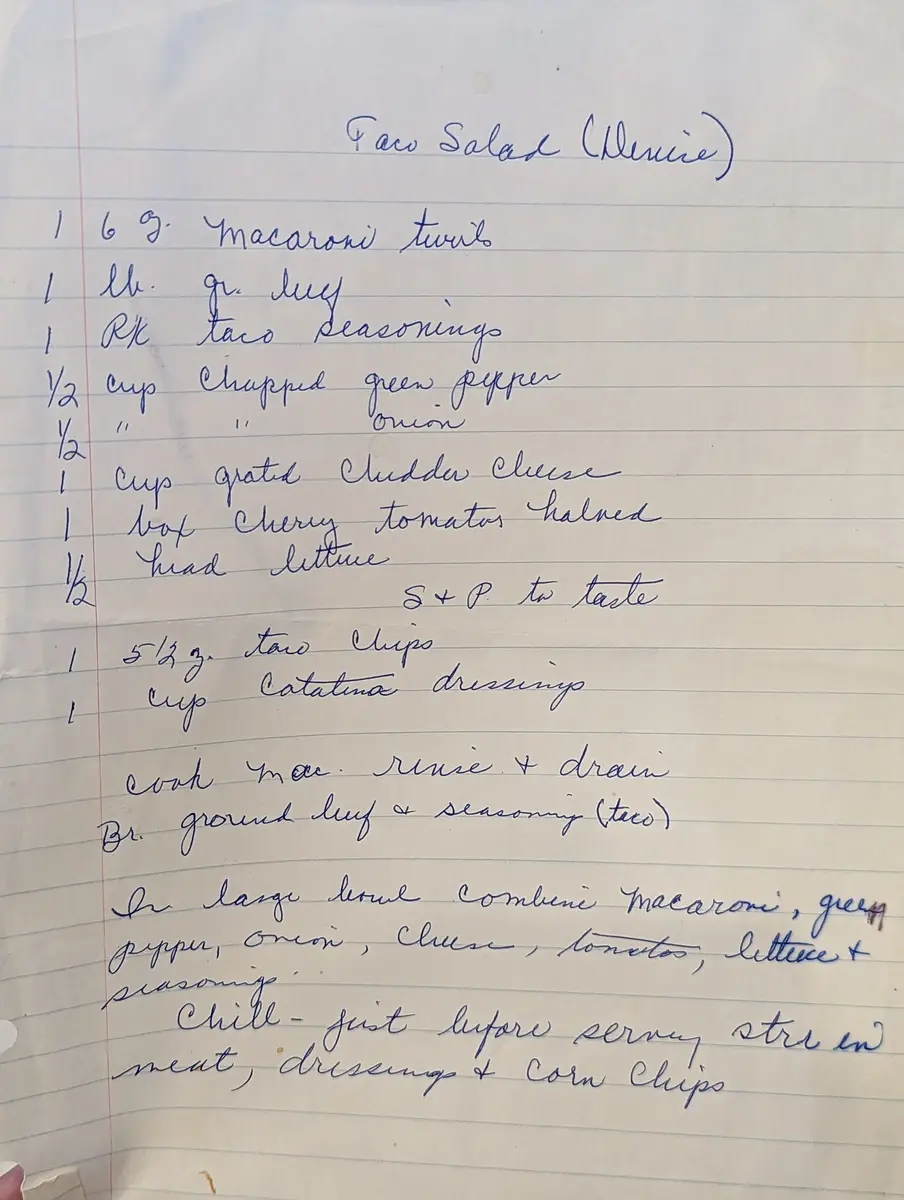 Taco Salad (Denise)
1 6 oz. Macaroni twirls
1 lb. gr. beef
1 PK taco seasonings
1/2 cup Chopped green pepper
1/2 " " onion
1 cup grated Cheddar Cheese
1 box Cherry tomatos halved
1/2 head lettuce
S & P. to taste
1 5 1/2 oz. taco Chips
1 cup Catalina dressings
Cook Mac. rinse & drain
Br. ground beef & seasoning (taco)
In large bowl combine Macaroni, green
pepper, onion, Cheese, tomatos, lettuce &
seasonings.
Chill - just before serving stir in
meat, dressings & Corn Chips